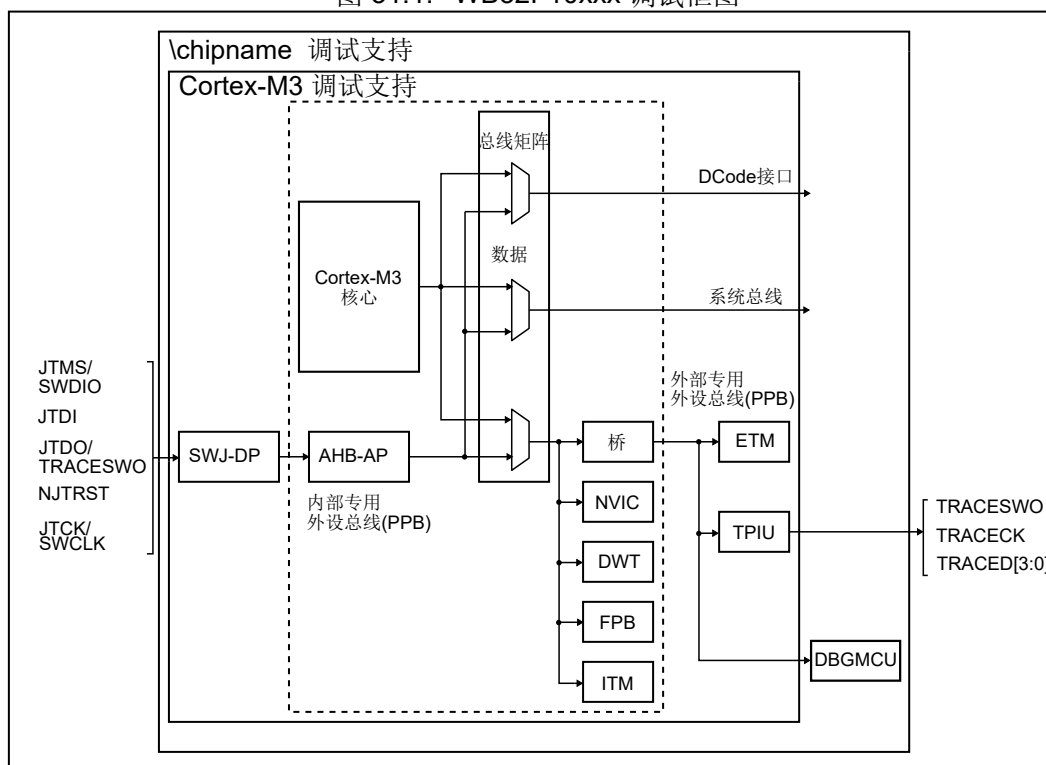 \chipname 调试支持
Cortex-M3 调试支持
总线矩阵
DCode接口
数据
Cortex-M3
核心
系统总线
JTMS/
SWDIO
JTDI
JTDO/
TRACESWO
NJTRST
JTCK/
SWCLK
SWJ-DP
AHB-AP
内部专用
外设总线(PPB)
桥
NVIC
DWT
FPB
ITM
外部专用
外设总线(PPB)
ETM
TPIU
DBGMCU
TRACESWO
TRACECK
TRACED[3:0]